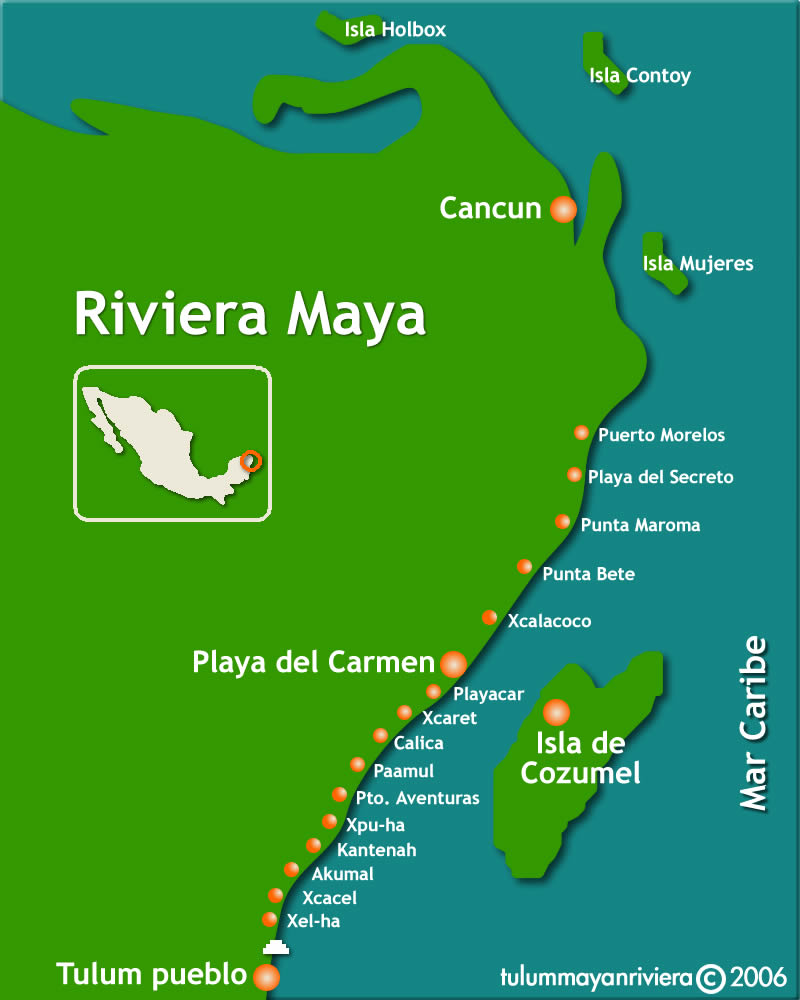 Isla Holbox
Isla Contoy
Cancun
Isla Mujeres
Riviera Maya
Puerto Morelos
Playa del Secreto
Punta Maroma
Punta Bete
Xcalacoco
Playa del Carmen
Playacar
Xcaret
Calica
Paamul
Pto. Aventuras
Xpu-ha
Kantenah
Akumal
Xcacel
Xel-ha
Isla de
Cozumel
Mar Caribe
Tulum pueblo
tulummayanriviera © 2006